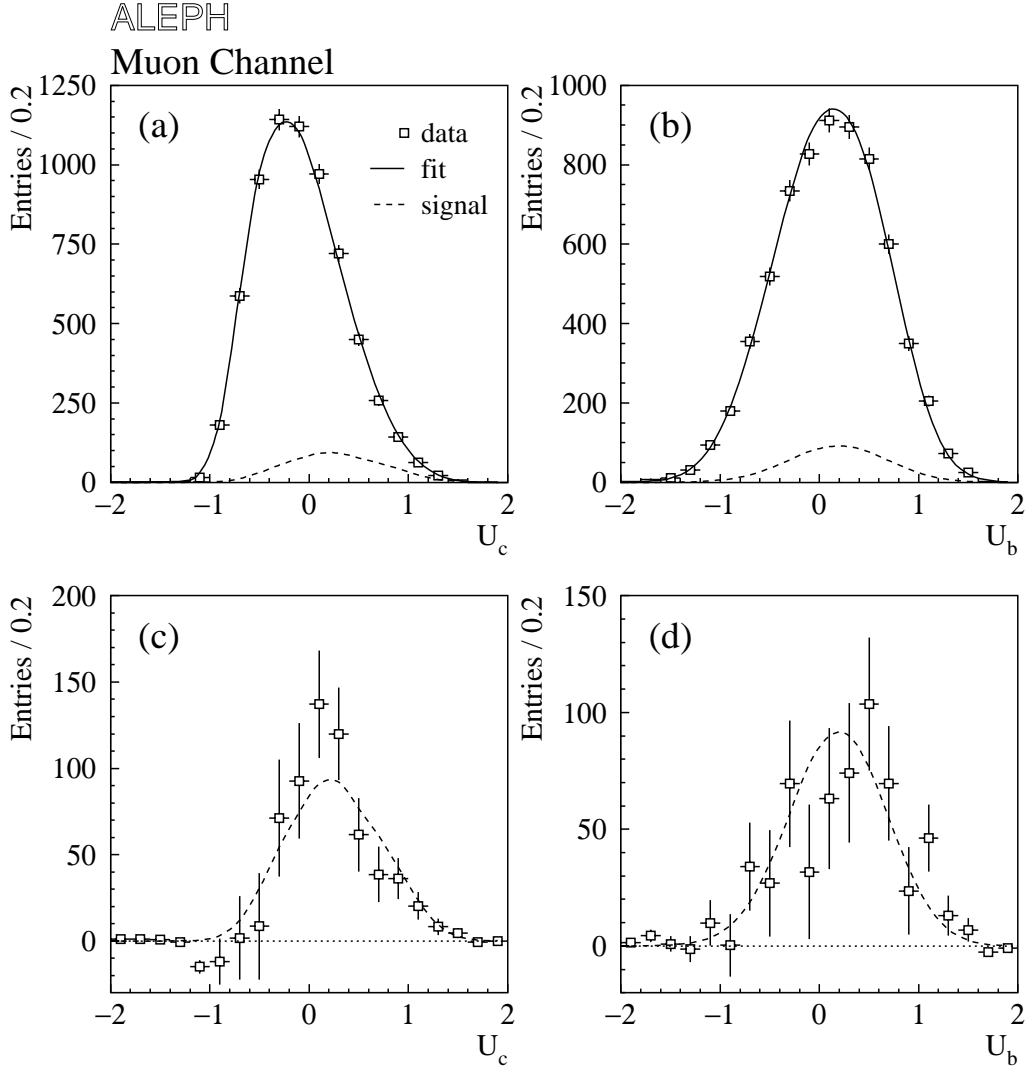 ALEPH
Muon Channel
Entries / 0.2
1250
1000
750
500
250
0
(a)
data
fit
signal
−2 −1 0 1 2
U_c
Entries / 0.2
1000
800
600
400
200
0
(b)
−2 −1 0 1 2
U_b
Entries / 0.2
200
150
100
50
0
(c)
−2 −1 0 1 2
U_c
Entries / 0.2
150
100
50
0
(d)
−2 −1 0 1 2
U_b